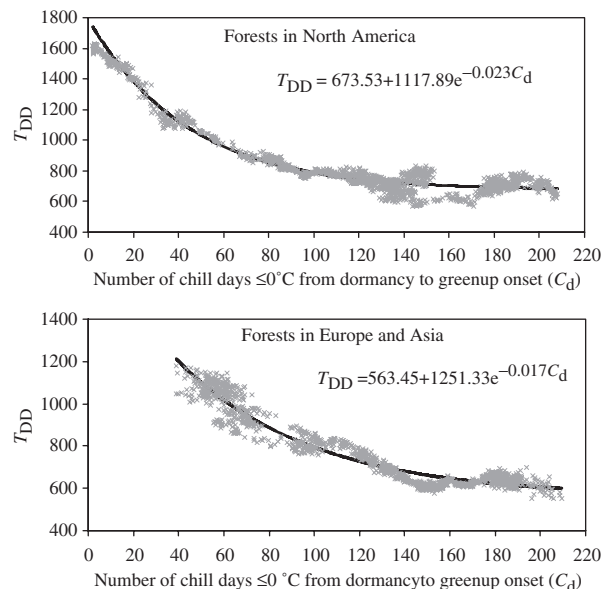 1800
1600
1400
1200
1000
800
600
400
T_DD
Forests in North America
T_DD = 673.53+1117.89e^−0.023C_d
0 20 40 60 80 100 120 140 160 180 200 220
Number of chill days ≤0˚C from dormancy to greenup onset (C_d)
1400
1200
1000
800
600
400
T_DD
Forests in Europe and Asia
T_DD =563.45+1251.33e^−0.017C_d
0 20 40 60 80 100 120 140 160 180 200 220
Number of chill days ≤0 ˚C from dormancyto greenup onset (C_d)